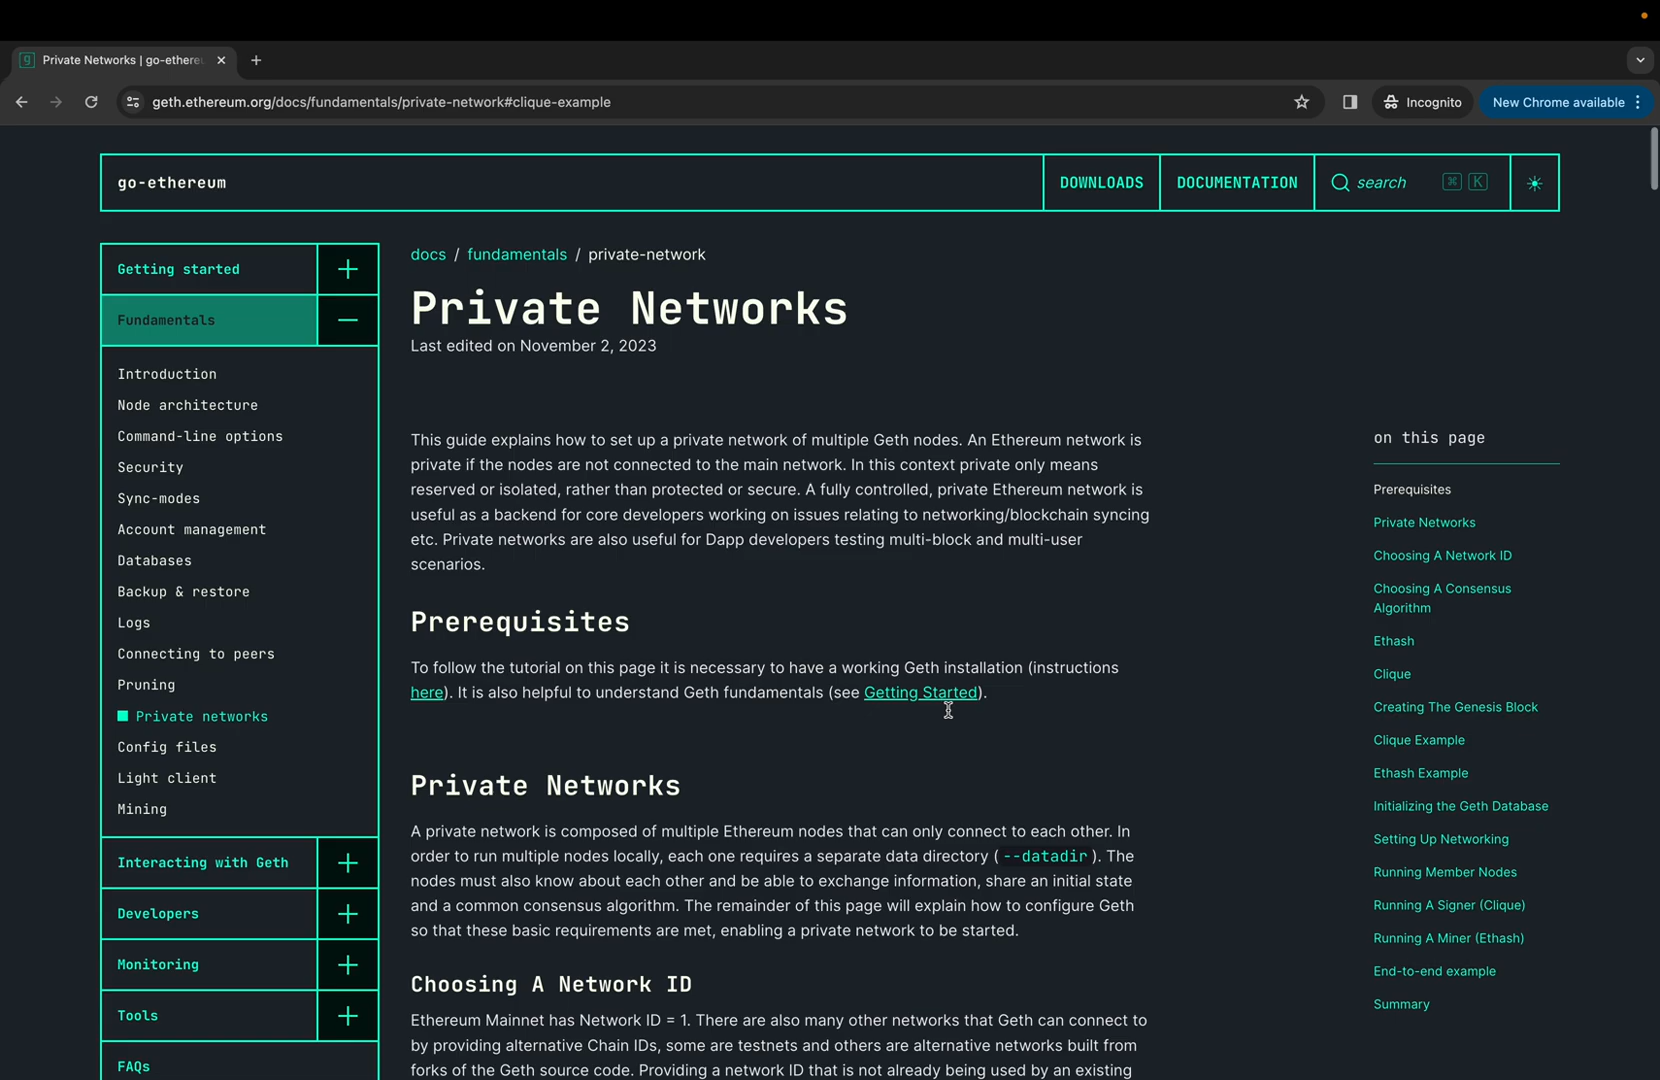 Private Networks | go-ethere
geth.ethereum.org/docs/fundamentals/private-network#clique-example
Incognito
New Chrome available
go-ethereum
DOWNLOADS
DOCUMENTATION
search
⌘ K
Getting started
Fundamentals
Introduction
Node architecture
Command-line options
Security
Sync-modes
Account management
Databases
Backup & restore
Logs
Connecting to peers
Pruning
Private networks
Config files
Light client
Mining
Interacting with Geth
Developers
Monitoring
Tools
FAQs
docs / fundamentals / private-network
Private Networks
Last edited on November 2, 2023
This guide explains how to set up a private network of multiple Geth nodes. An Ethereum network is
private if the nodes are not connected to the main network. In this context private only means
reserved or isolated, rather than protected or secure. A fully controlled, private Ethereum network is
useful as a backend for core developers working on issues relating to networking/blockchain syncing
etc. Private networks are also useful for Dapp developers testing multi-block and multi-user
scenarios.
Prerequisites
To follow the tutorial on this page it is necessary to have a working Geth installation (instructions
here). It is also helpful to understand Geth fundamentals (see Getting Started).
Private Networks
A private network is composed of multiple Ethereum nodes that can only connect to each other. In
order to run multiple nodes locally, each one requires a separate data directory (--datadir). The
nodes must also know about each other and be able to exchange information, share an initial state
and a common consensus algorithm. The remainder of this page will explain how to configure Geth
so that these basic requirements are met, enabling a private network to be started.
Choosing A Network ID
Ethereum Mainnet has Network ID = 1. There are also many other networks that Geth can connect to
by providing alternative Chain IDs, some are testnets and others are alternative networks built from
forks of the Geth source code. Providing a network ID that is not already being used by an existing
on this page
Prerequisites
Private Networks
Choosing A Network ID
Choosing A Consensus
Algorithm
Ethash
Clique
Creating The Genesis Block
Clique Example
Ethash Example
Initializing the Geth Database
Setting Up Networking
Running Member Nodes
Running A Signer (Clique)
Running A Miner (Ethash)
End-to-end example
Summary